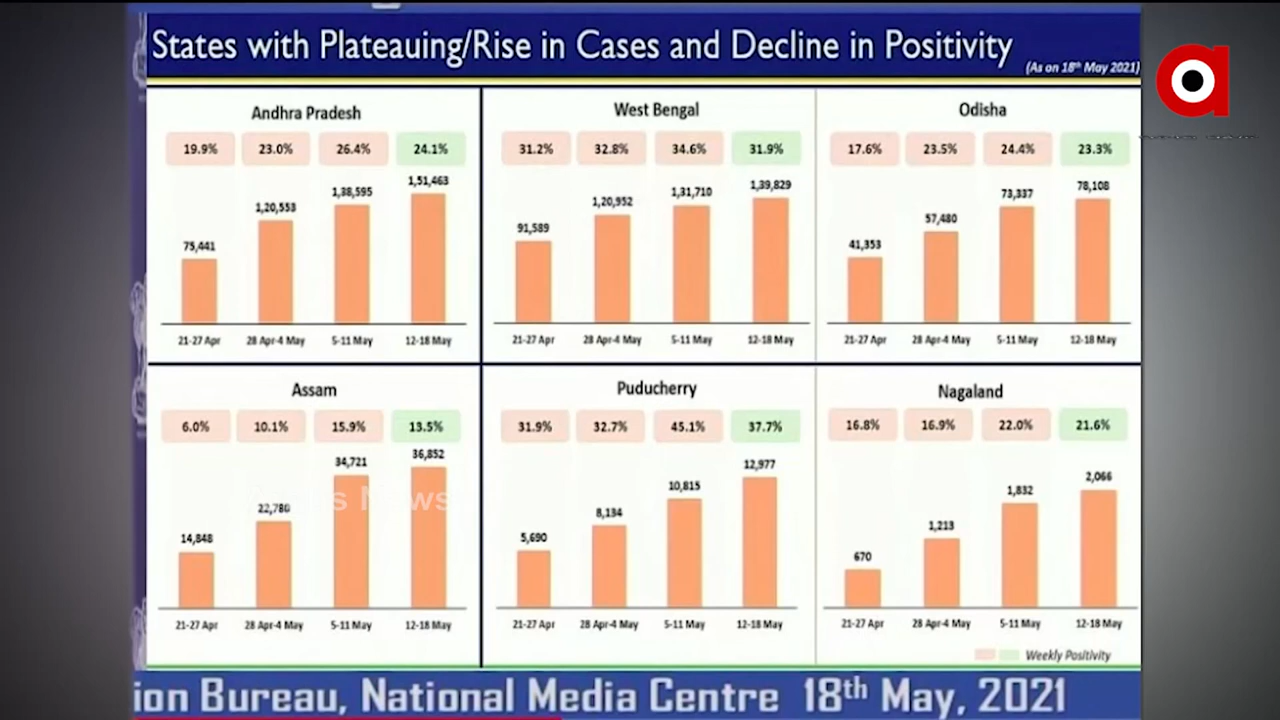 States with Plateauing/Rise in Cases and Decline in Positivity
(As on 18th May 2021)
Andhra Pradesh
19.9% 23.0% 26.4% 24.1%
75,441 1,20,553 1,38,595 1,51,463
21-27 Apr 28 Apr-4 May 5-11 May 12-18 May
West Bengal
31.2% 32.8% 34.6% 31.9%
91,589 1,20,952 1,31,710 1,39,829
21-27 Apr 28 Apr-4 May 5-11 May 12-18 May
Odisha
17.6% 23.5% 24.4% 23.3%
41,353 57,480 73,337 78,108
21-27 Apr 28 Apr-4 May 5-11 May 12-18 May
Assam
6.0% 10.1% 15.9% 13.5%
14,848 22,780 34,721 36,852
21-27 Apr 28 Apr-4 May 5-11 May 12-18 May
Puducherry
31.9% 32.7% 45.1% 37.7%
5,690 8,134 10,815 12,977
21-27 Apr 28 Apr-4 May 5-11 May 12-18 May
Nagaland
16.8% 16.9% 22.0% 21.6%
670 1,213 1,832 2,066
21-27 Apr 28 Apr-4 May 5-11 May 12-18 May
Weekly Positivity
News
ion Bureau, National Media Centre 18th May, 2021